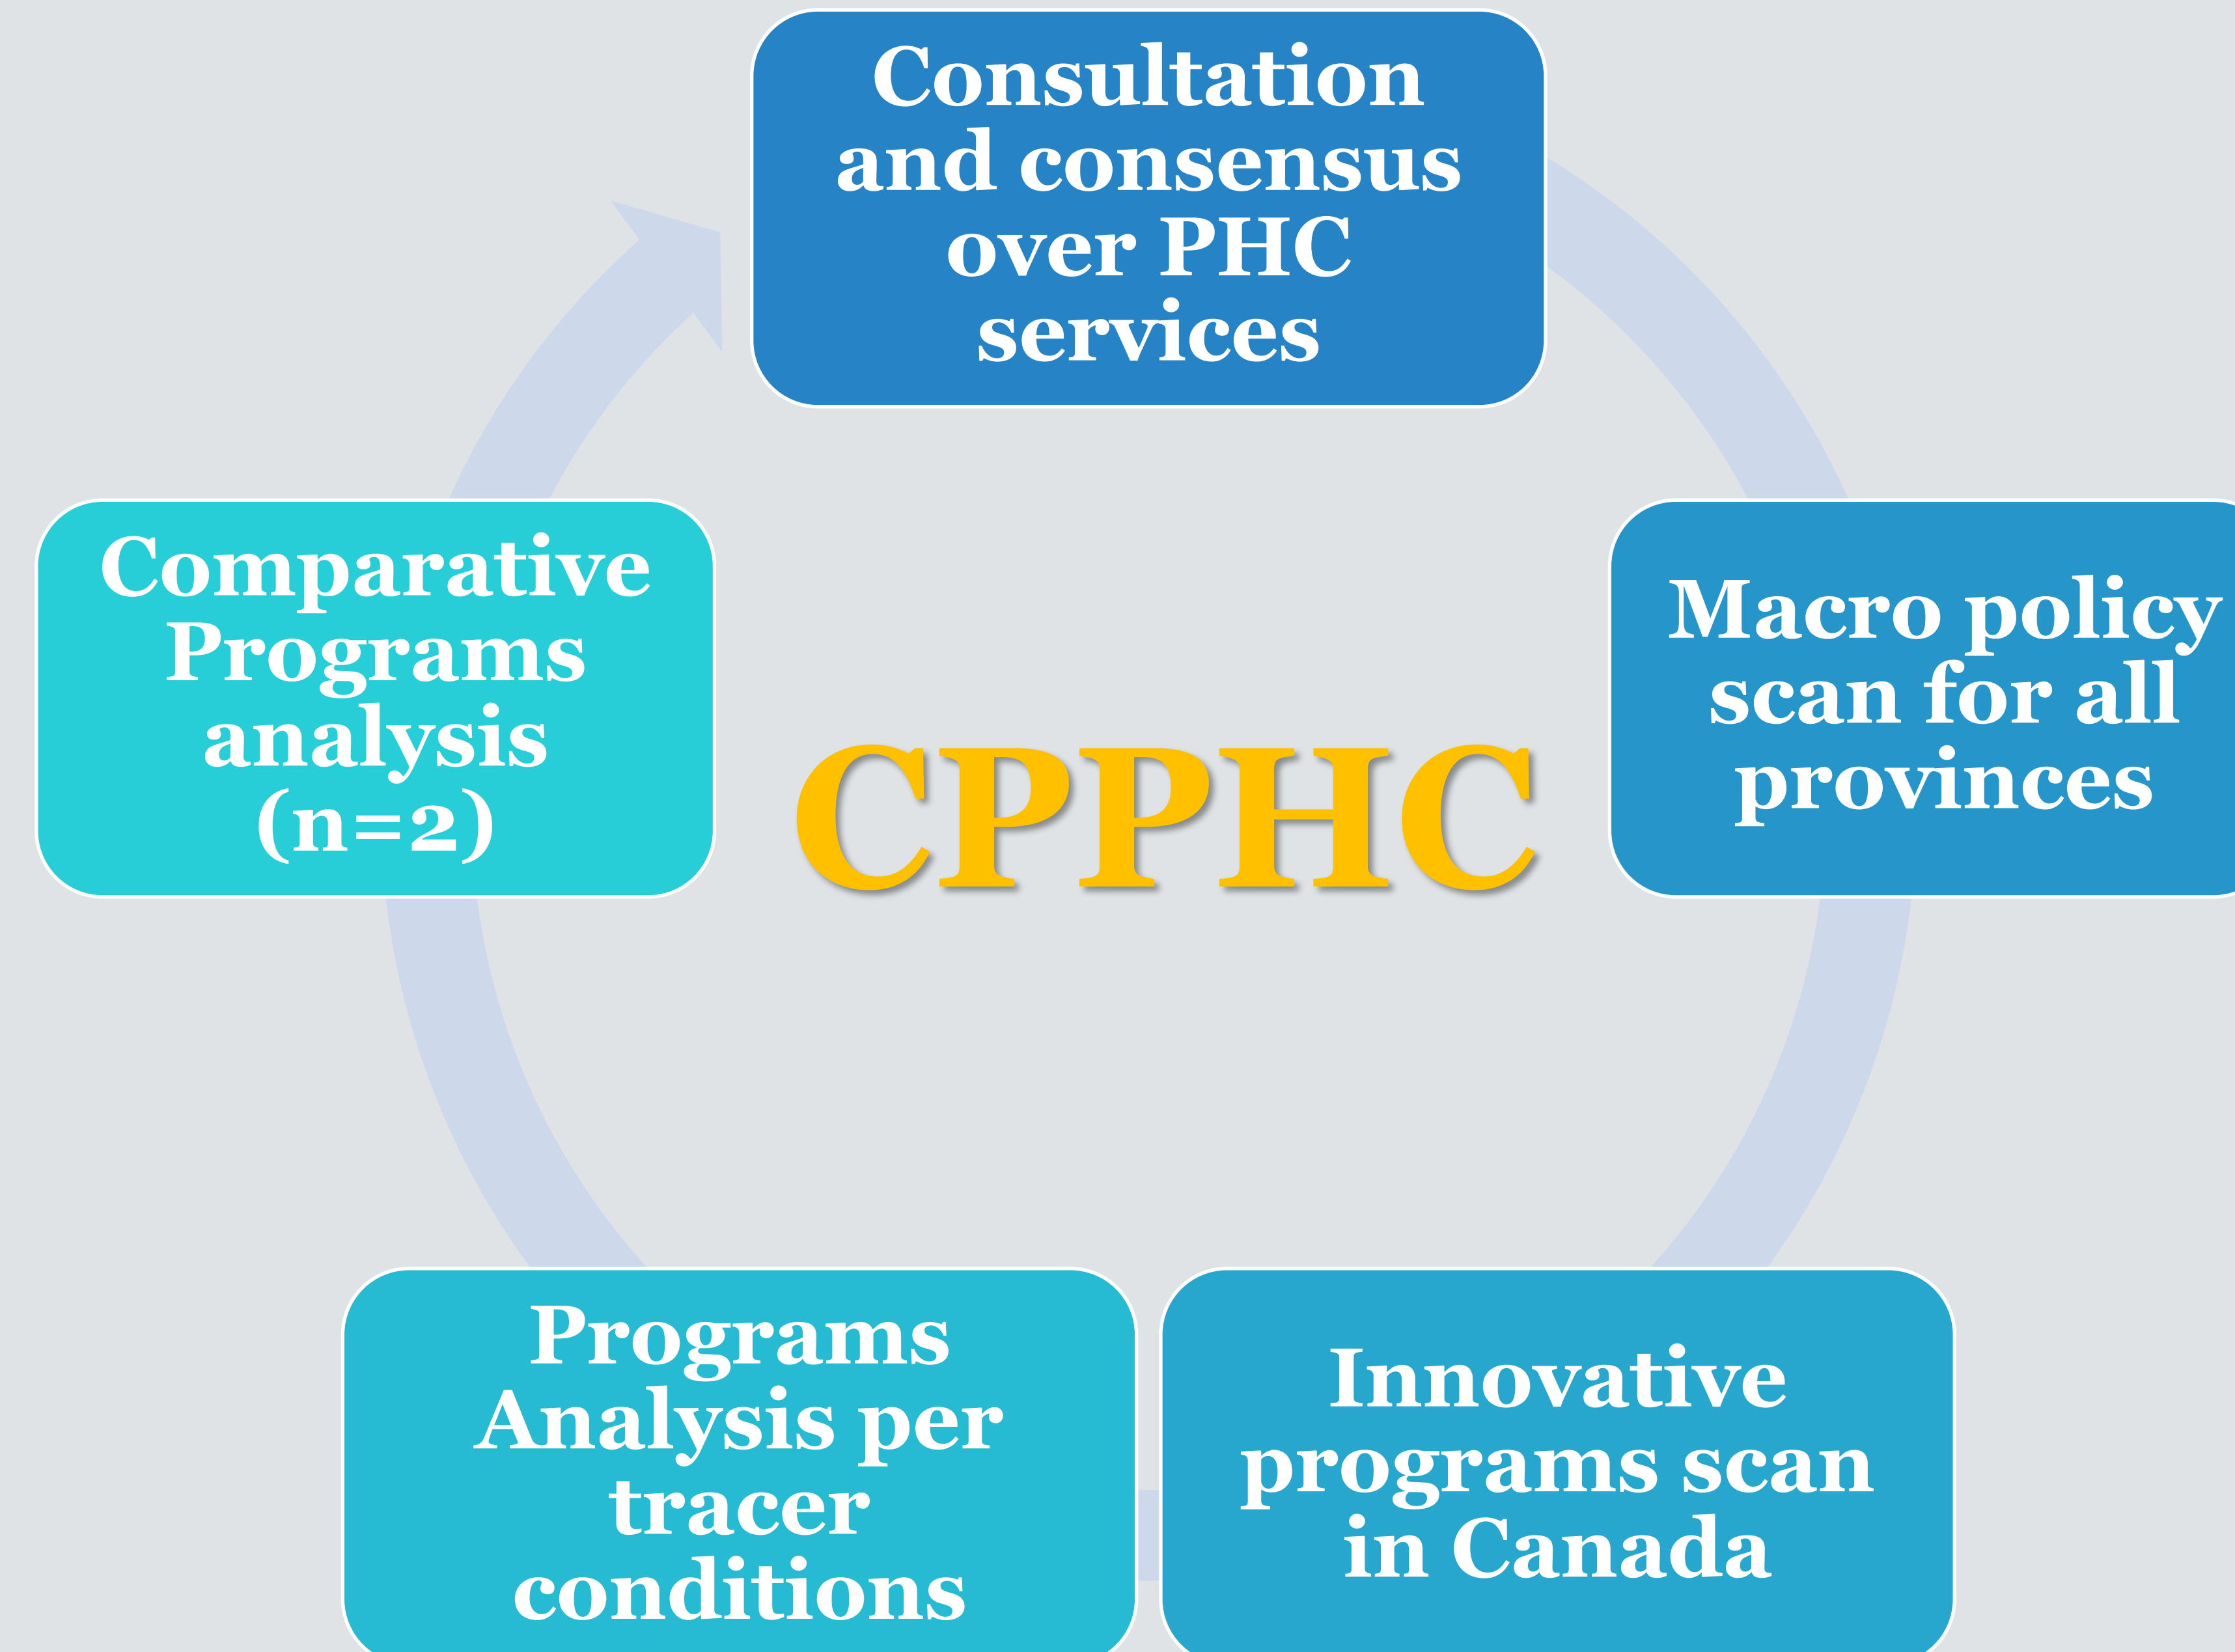 Consultation
and consensus
over PHC
services
Macro policy
scan for all
provinces
Innovative
programs scan
in Canada
Programs
Analysis per
tracer
conditions
Comparative
Programs
analysis
(n=2)
CPPHC